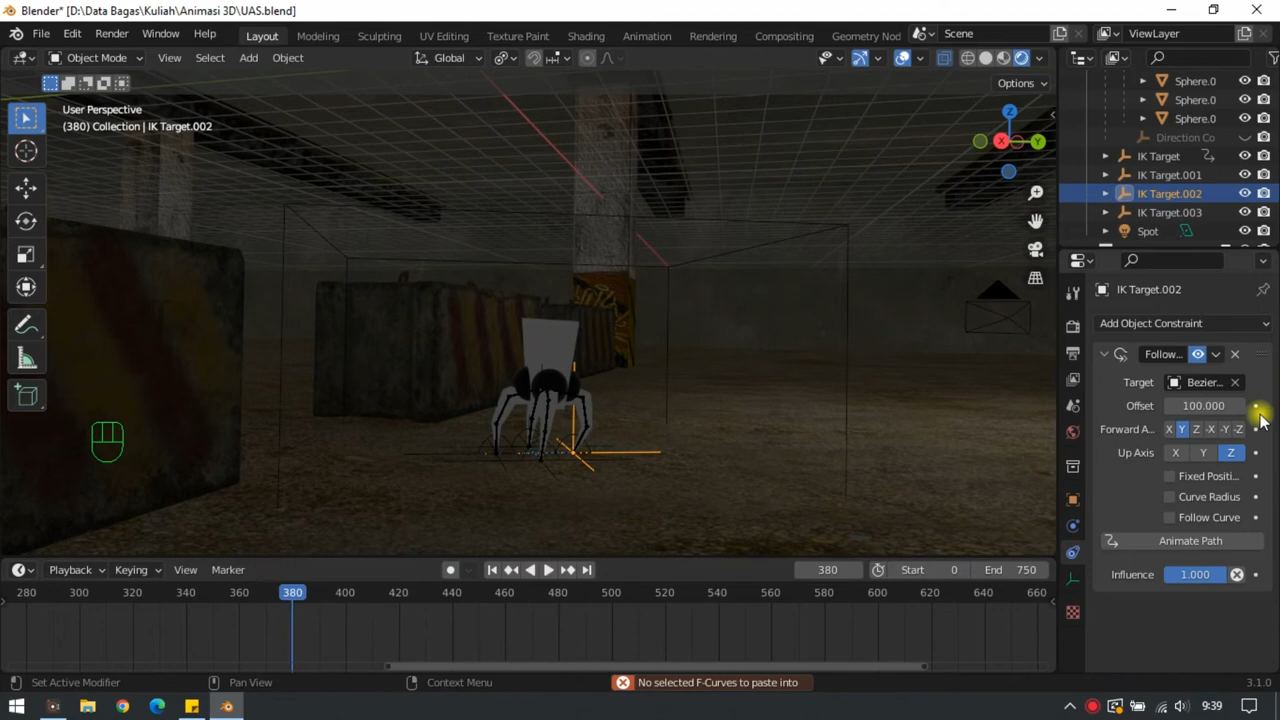 Blender* [D:\Data Bagas\Kuliah\Animasi 3D\UAS.blend]
File Edit Render Window Help Layout Modeling Sculpting UV Editing Texture Paint Shading Animation Rendering Compositing Geometry Nod Scene ViewLayer
Object Mode View Select Add Object Global
Options
User Perspective
(380) Collection | IK Target.002
Z
X
Y
Sphere.0
Sphere.0
Sphere.0
Direction Co
IK Target
IK Target.001
IK Target.002
IK Target.003
Spot
IK Target.002
Add Object Constraint
Follow..
Target Bezier...
Offset 100.000
Forward A... X Y Z -X -Y -Z
Up Axis X Y Z
Fixed Positi...
Curve Radius
Follow Curve
Animate Path
Influence 1.000
Playback Keying View Marker 380 Start 0 End 750
280 300 320 340 360 380 400 420 440 460 480 500 520 540 560 580 600 620 640 660
Set Active Modifier Pan View Context Menu No selected F-Curves to paste into 3.1.0
9:39